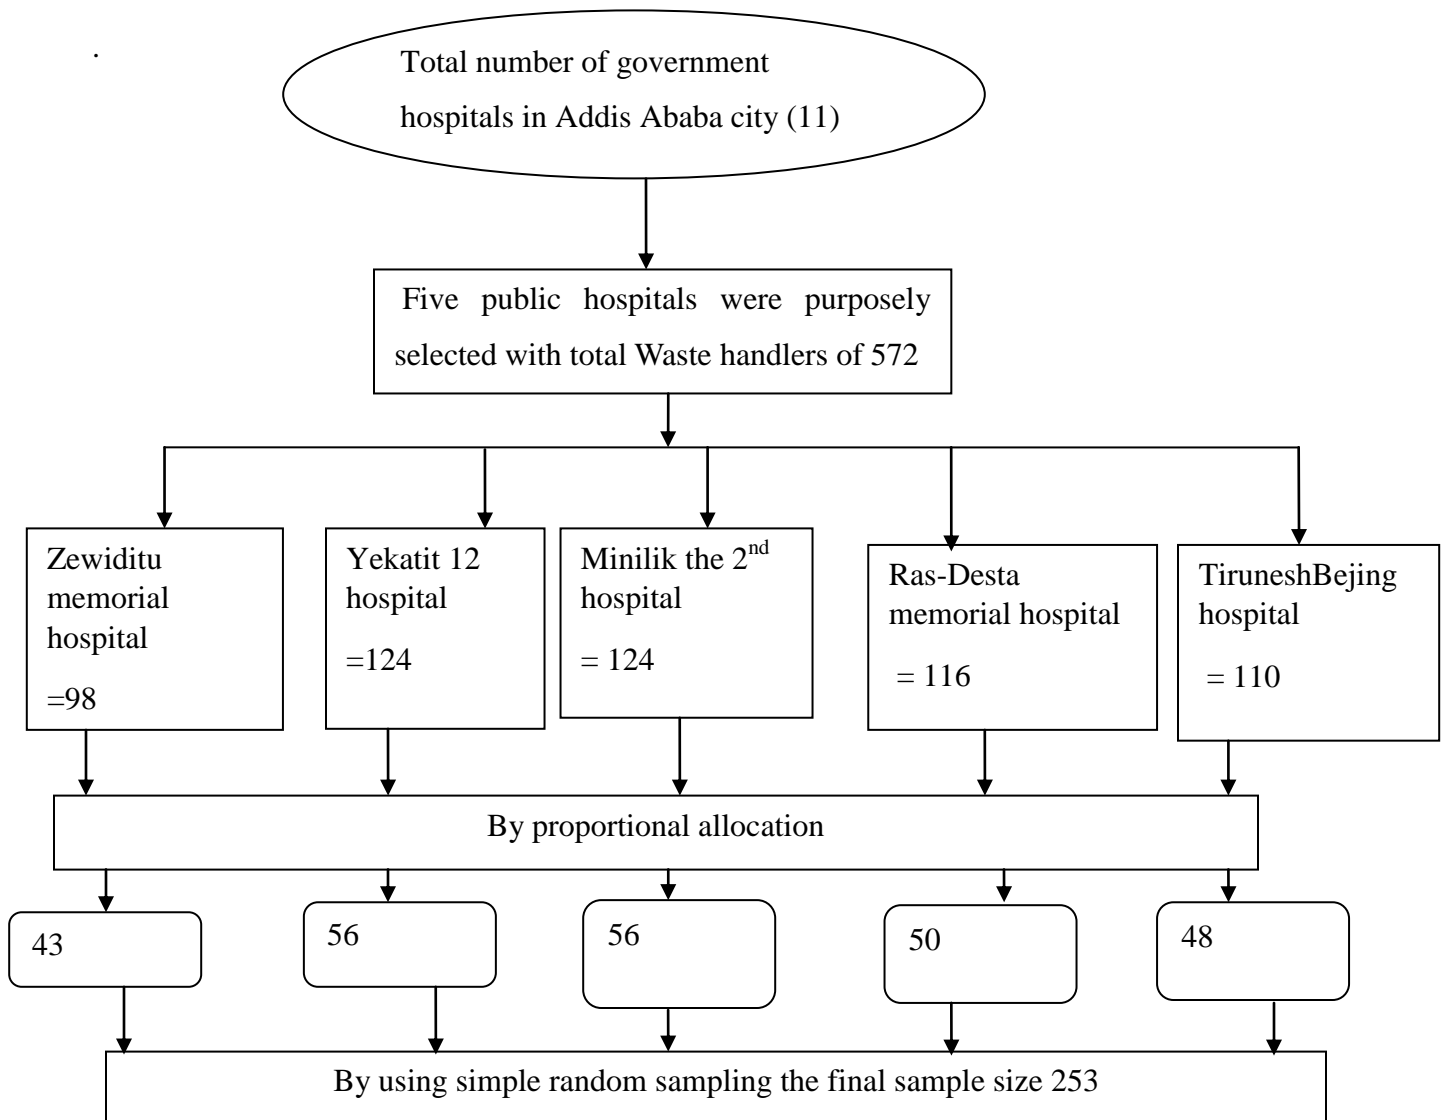 Total number of government
hospitals in Addis Ababa city (11)
Five public hospitals were purposely
selected with total Waste handlers of 572
Zewiditu
memorial
hospital
=98
Yekatit 12
hospital
=124
Minilik the 2nd
hospital
= 124
Ras-Desta
memorial hospital
= 116
TiruneshBejing
hospital
= 110
By proportional allocation
43
56
56
50
48
By using simple random sampling the final sample size 253